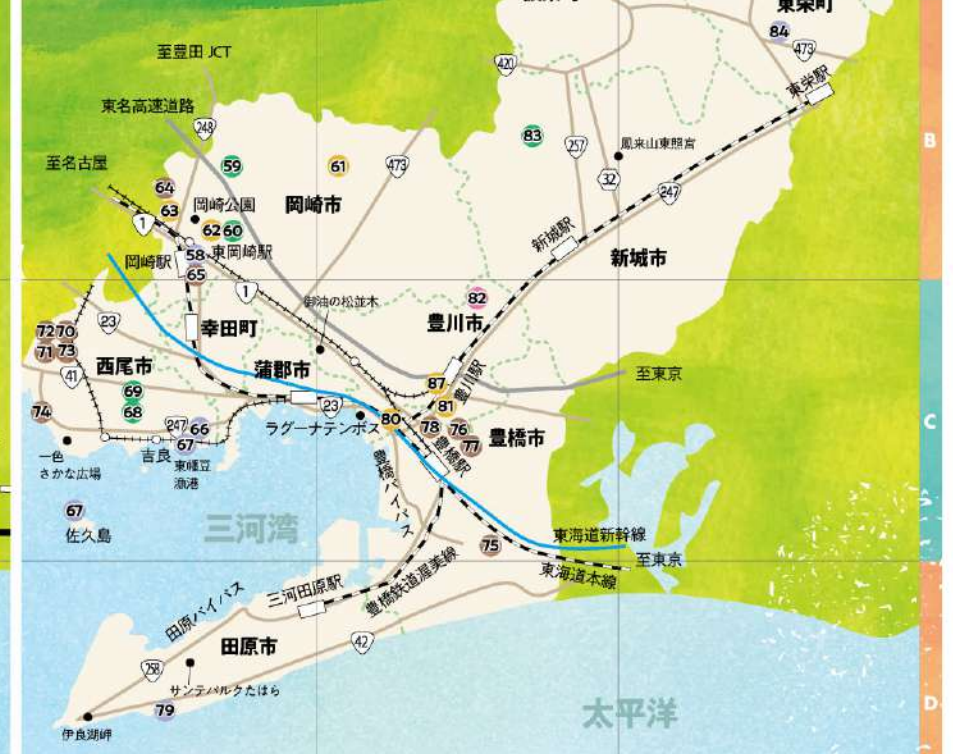 東栄町
84
473
東栄駅
420
至豊田 JCT
東名高速道路
248
83
257
鳳来山東照宮
B
至名古屋
59
61
473
32
247
64
岡崎公園
岡崎市
63
1
62
60
新城駅
新城市
岡崎駅
58
東岡崎駅
65
1
御油の松並木
82
23
幸田町
豊川市
72
70
71
73
西尾市
蒲郡市
豊川駅
至東京
41
69
87
74
68
23
81
80
C
247
66
ラグーナテンボス
78
76
豊橋市
77
67
豊橋駅
一色
さかな広場
吉良
東幡豆
漁港
豊橋バイパス
67
佐久島
三河湾
75
東海道新幹線
至東京
東海道本線
三河田原駅
豊橋鉄道渥美線
田原バイパス
田原市
42
258
サンテパルクたはら
79
伊良湖岬
太平洋
D